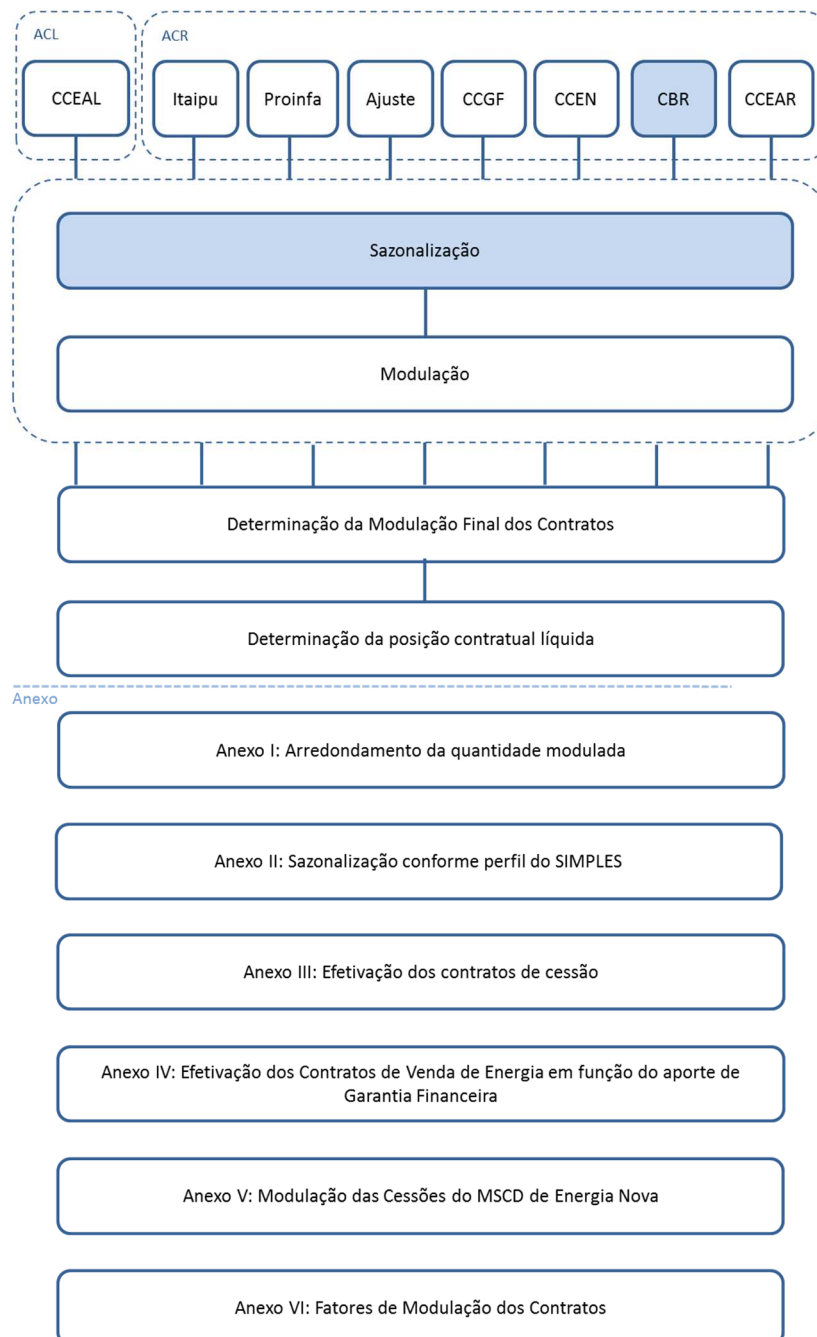 ACL
ACR
CCEAL
Itaipu
Proinfa
Ajuste
CCGF
CCEN
CBR
CCEAR
Sazonalização
Modulação
Determinação da Modulação Final dos Contratos
Determinação da posição contratual líquida
Anexo
Anexo I: Arredondamento da quantidade modulada
Anexo II: Sazonalização conforme perfil do SIMPLES
Anexo III: Efetivação dos contratos de cessão
Anexo IV: Efetivação dos Contratos de Venda de Energia em função do aporte de
Garantia Financeira
Anexo V: Modulação das Cessões do MSCD de Energia Nova
Anexo VI: Fatores de Modulação dos Contratos